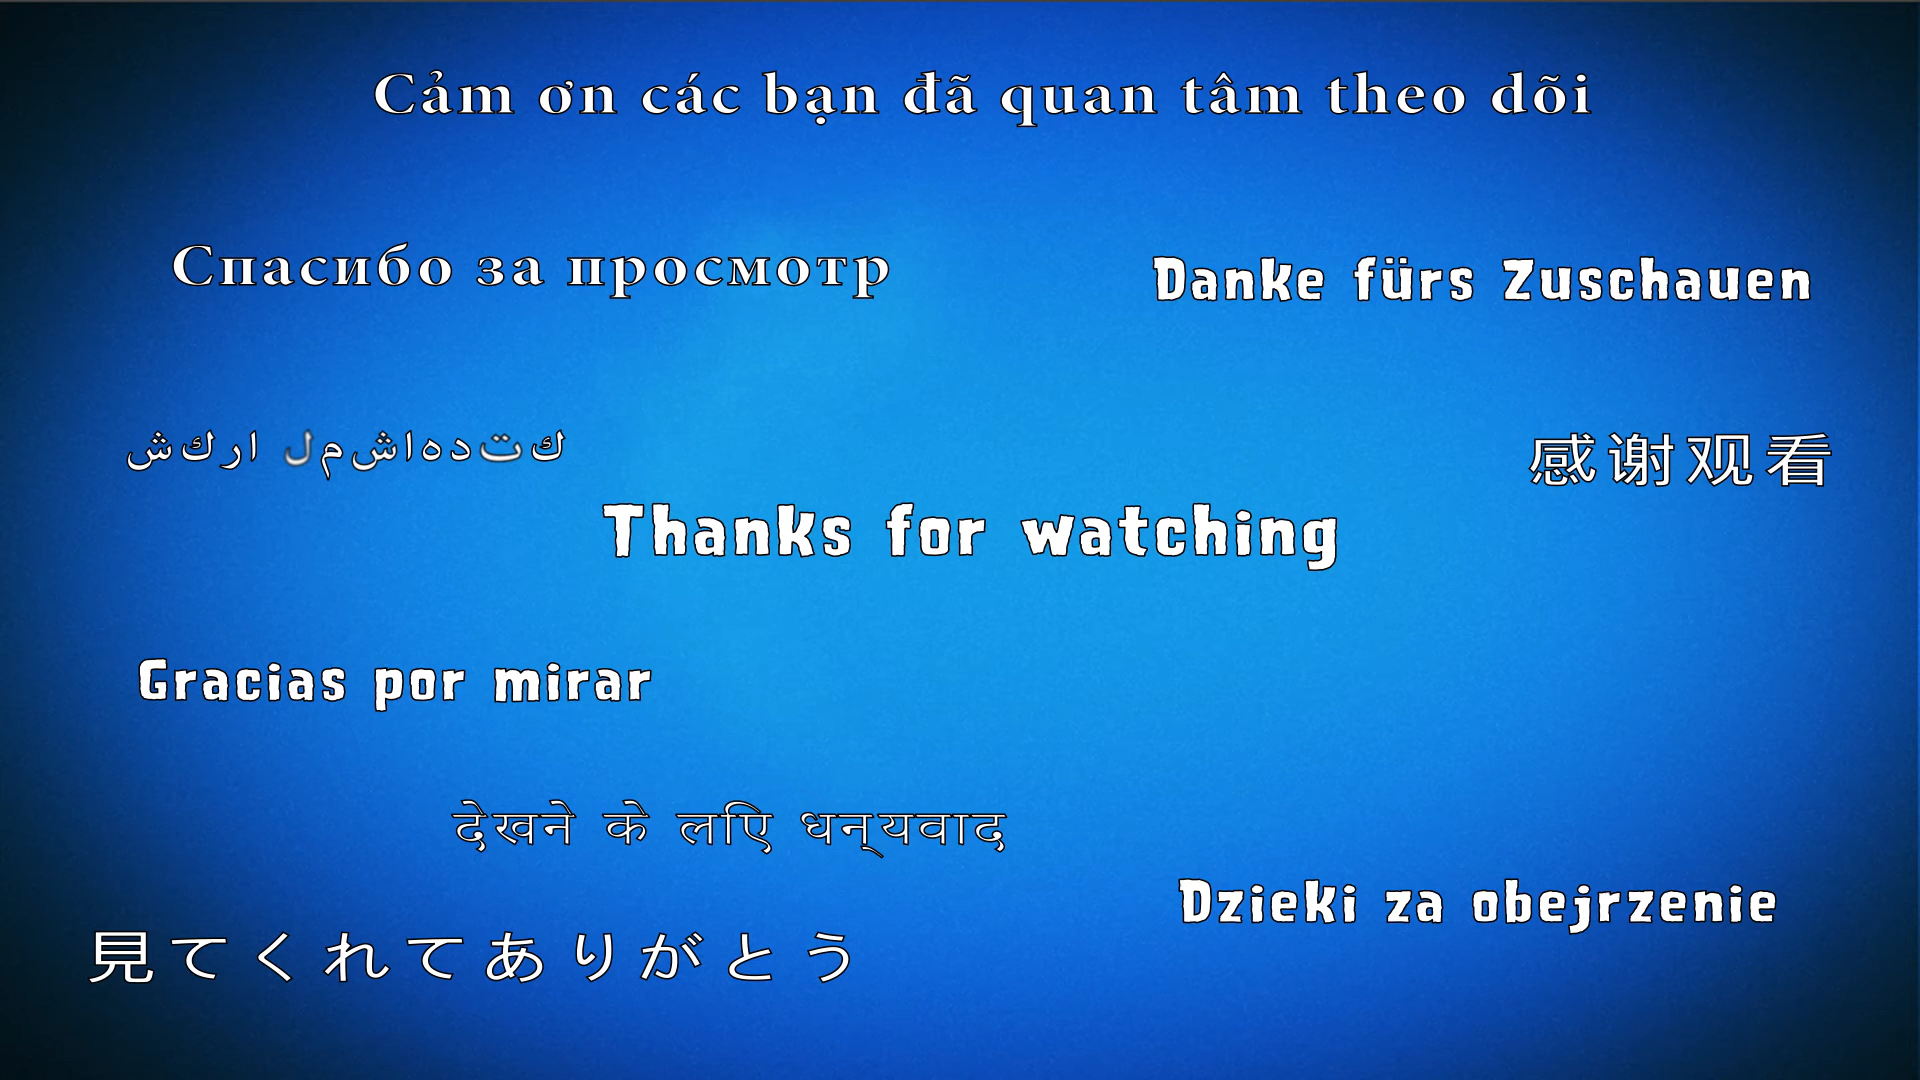 Cảm ơn các bạn đã quan tâm theo dõi
Спасибо за просмотр
Danke fürs Zuschauen
شكرا لمشاهدتك
感谢观看
Thanks for watching
Gracias por mirar
देखने के लिए धन्यवाद
Dzieki za obejrzenie
見てくれてありがとう